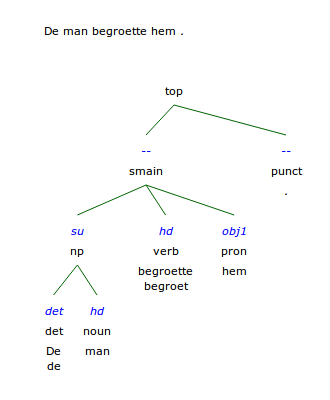 De man begroette hem .
top
-- --
smain punct
.
su hd obj1
np verb pron
begroette hem
begroet
det hd
det noun
De man
de